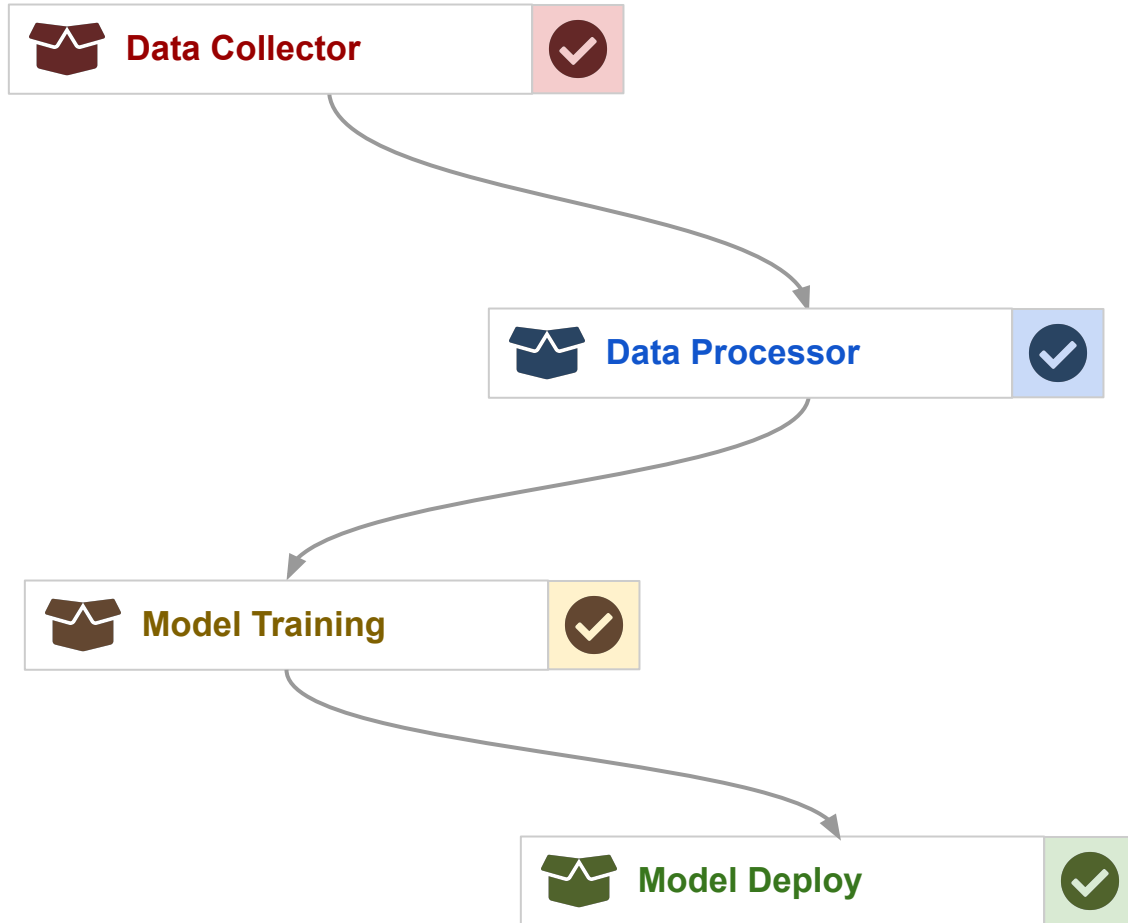 Data Collector
Data Processor
Model Training
Model Deploy